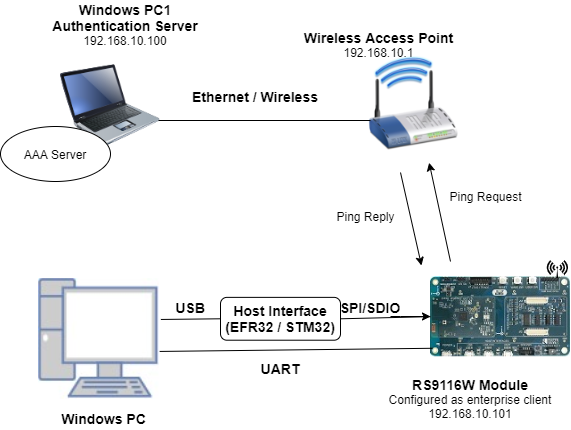 Windows PC1
Authentication Server
192.168.10.100
Wireless Access Point
192.168.10.1
Ethernet / Wireless
AAA Server
Ping Request
Ping Reply
USB
Host Interface
(EFR32 / STM32)
SPI/SDIO
UART
RS9116W Module
Configured as enterprise client
192.168.10.101
Windows PC